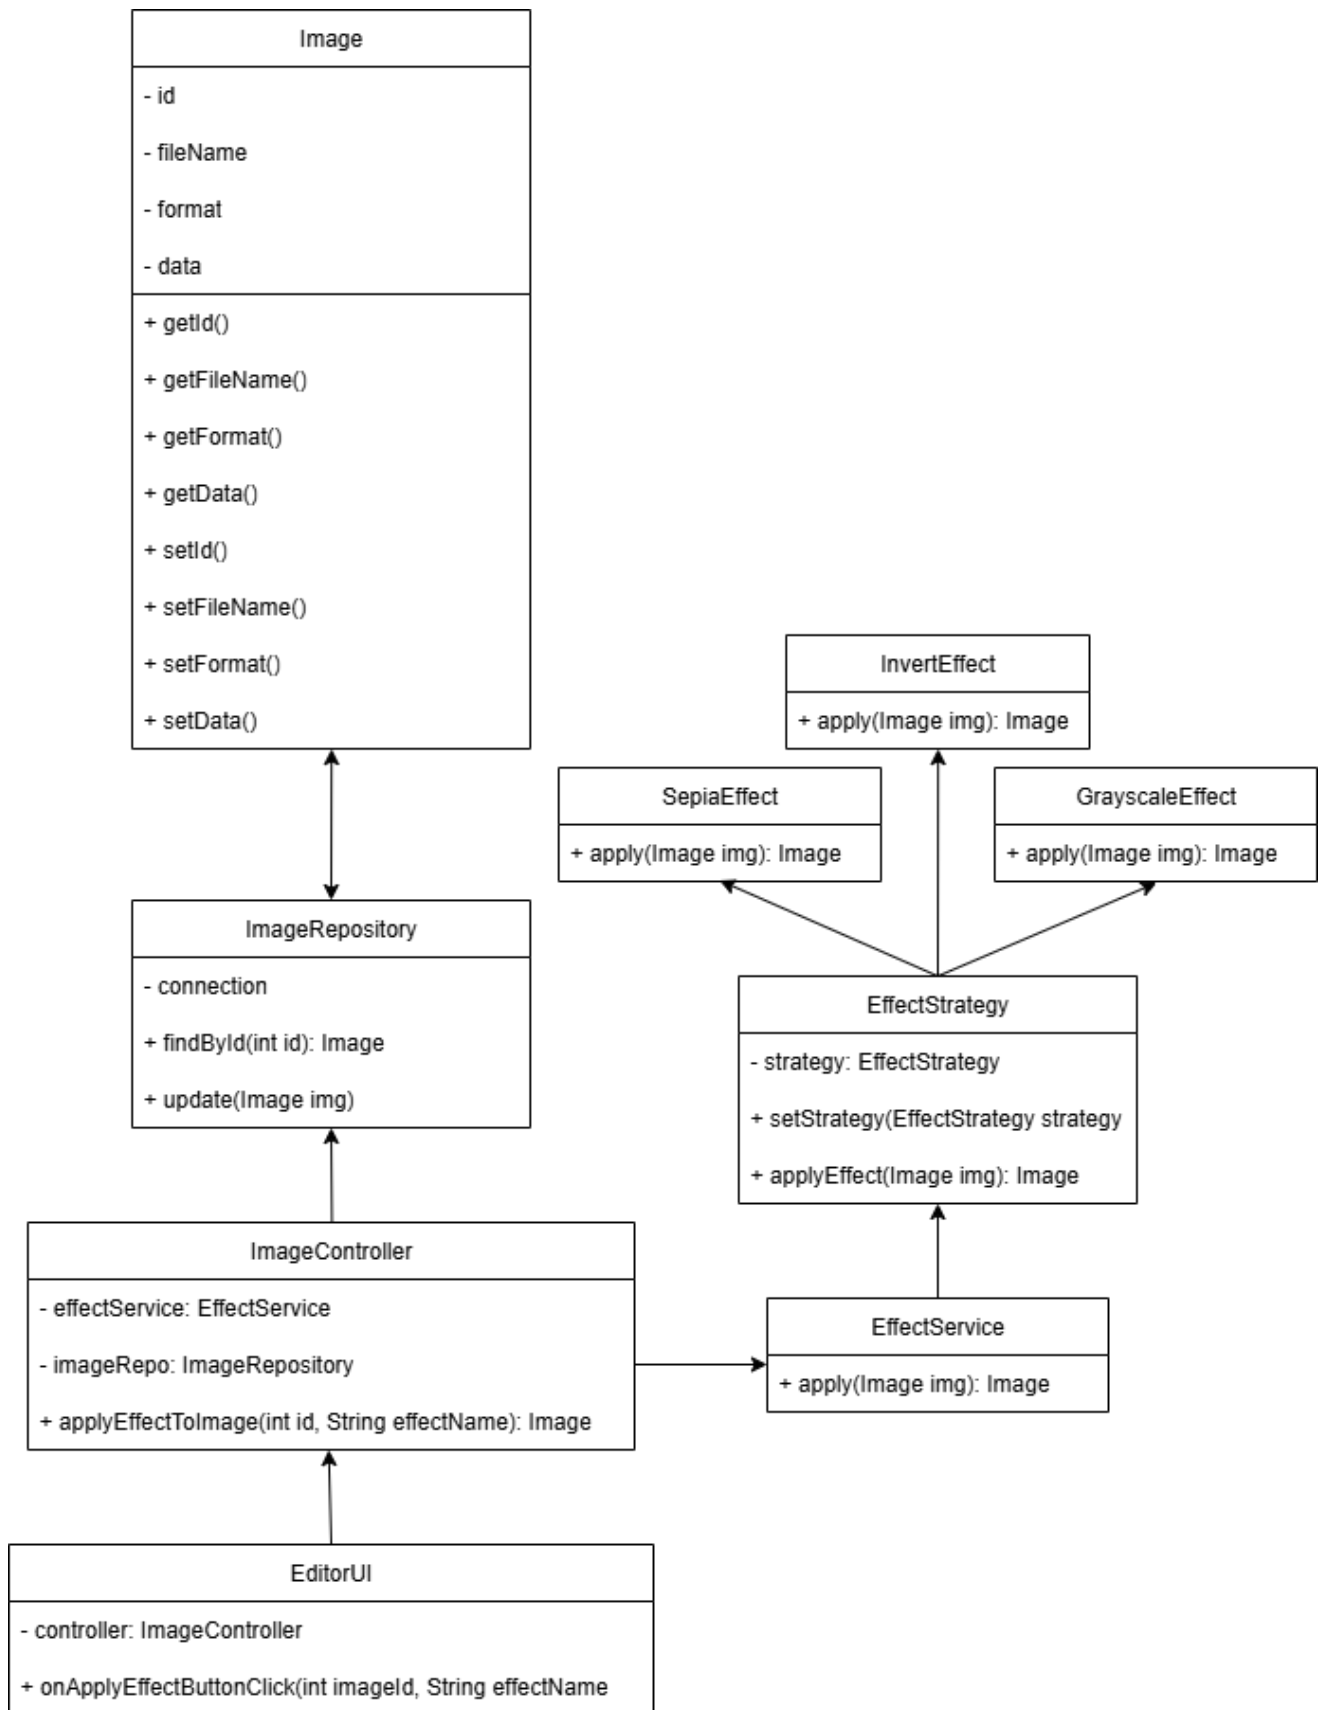 Image
- id
- fileName
- format
- data
+ getId()
+ getFileName()
+ getFormat()
+ getData()
+ setId()
+ setFileName()
+ setFormat()
+ setData()
InvertEffect
+ apply(Image img): Image
SepiaEffect
+ apply(Image img): Image
GrayscaleEffect
+ apply(Image img): Image
ImageRepository
- connection
+ findById(int id): Image
+ update(Image img)
EffectStrategy
- strategy: EffectStrategy
+ setStrategy(EffectStrategy strategy
+ applyEffect(Image img): Image
ImageController
- effectService: EffectService
- imageRepo: ImageRepository
+ applyEffectToImage(int id, String effectName): Image
EffectService
+ apply(Image img): Image
EditorUI
- controller: ImageController
+ onApplyEffectButtonClick(int imageId, String effectName